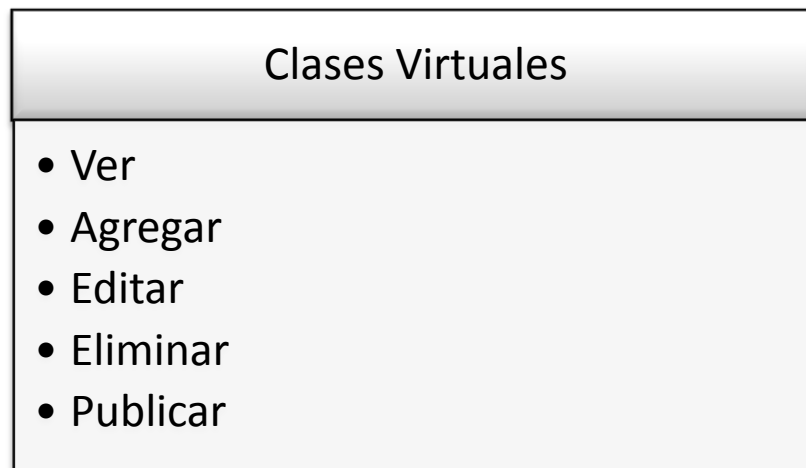 Clases Virtuales
• Ver
• Agregar
• Editar
• Eliminar
• Publicar